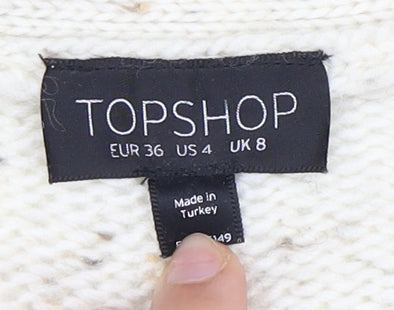 TOPSHOP
EUR 36 US 4 UK 8
Made in
Turkey